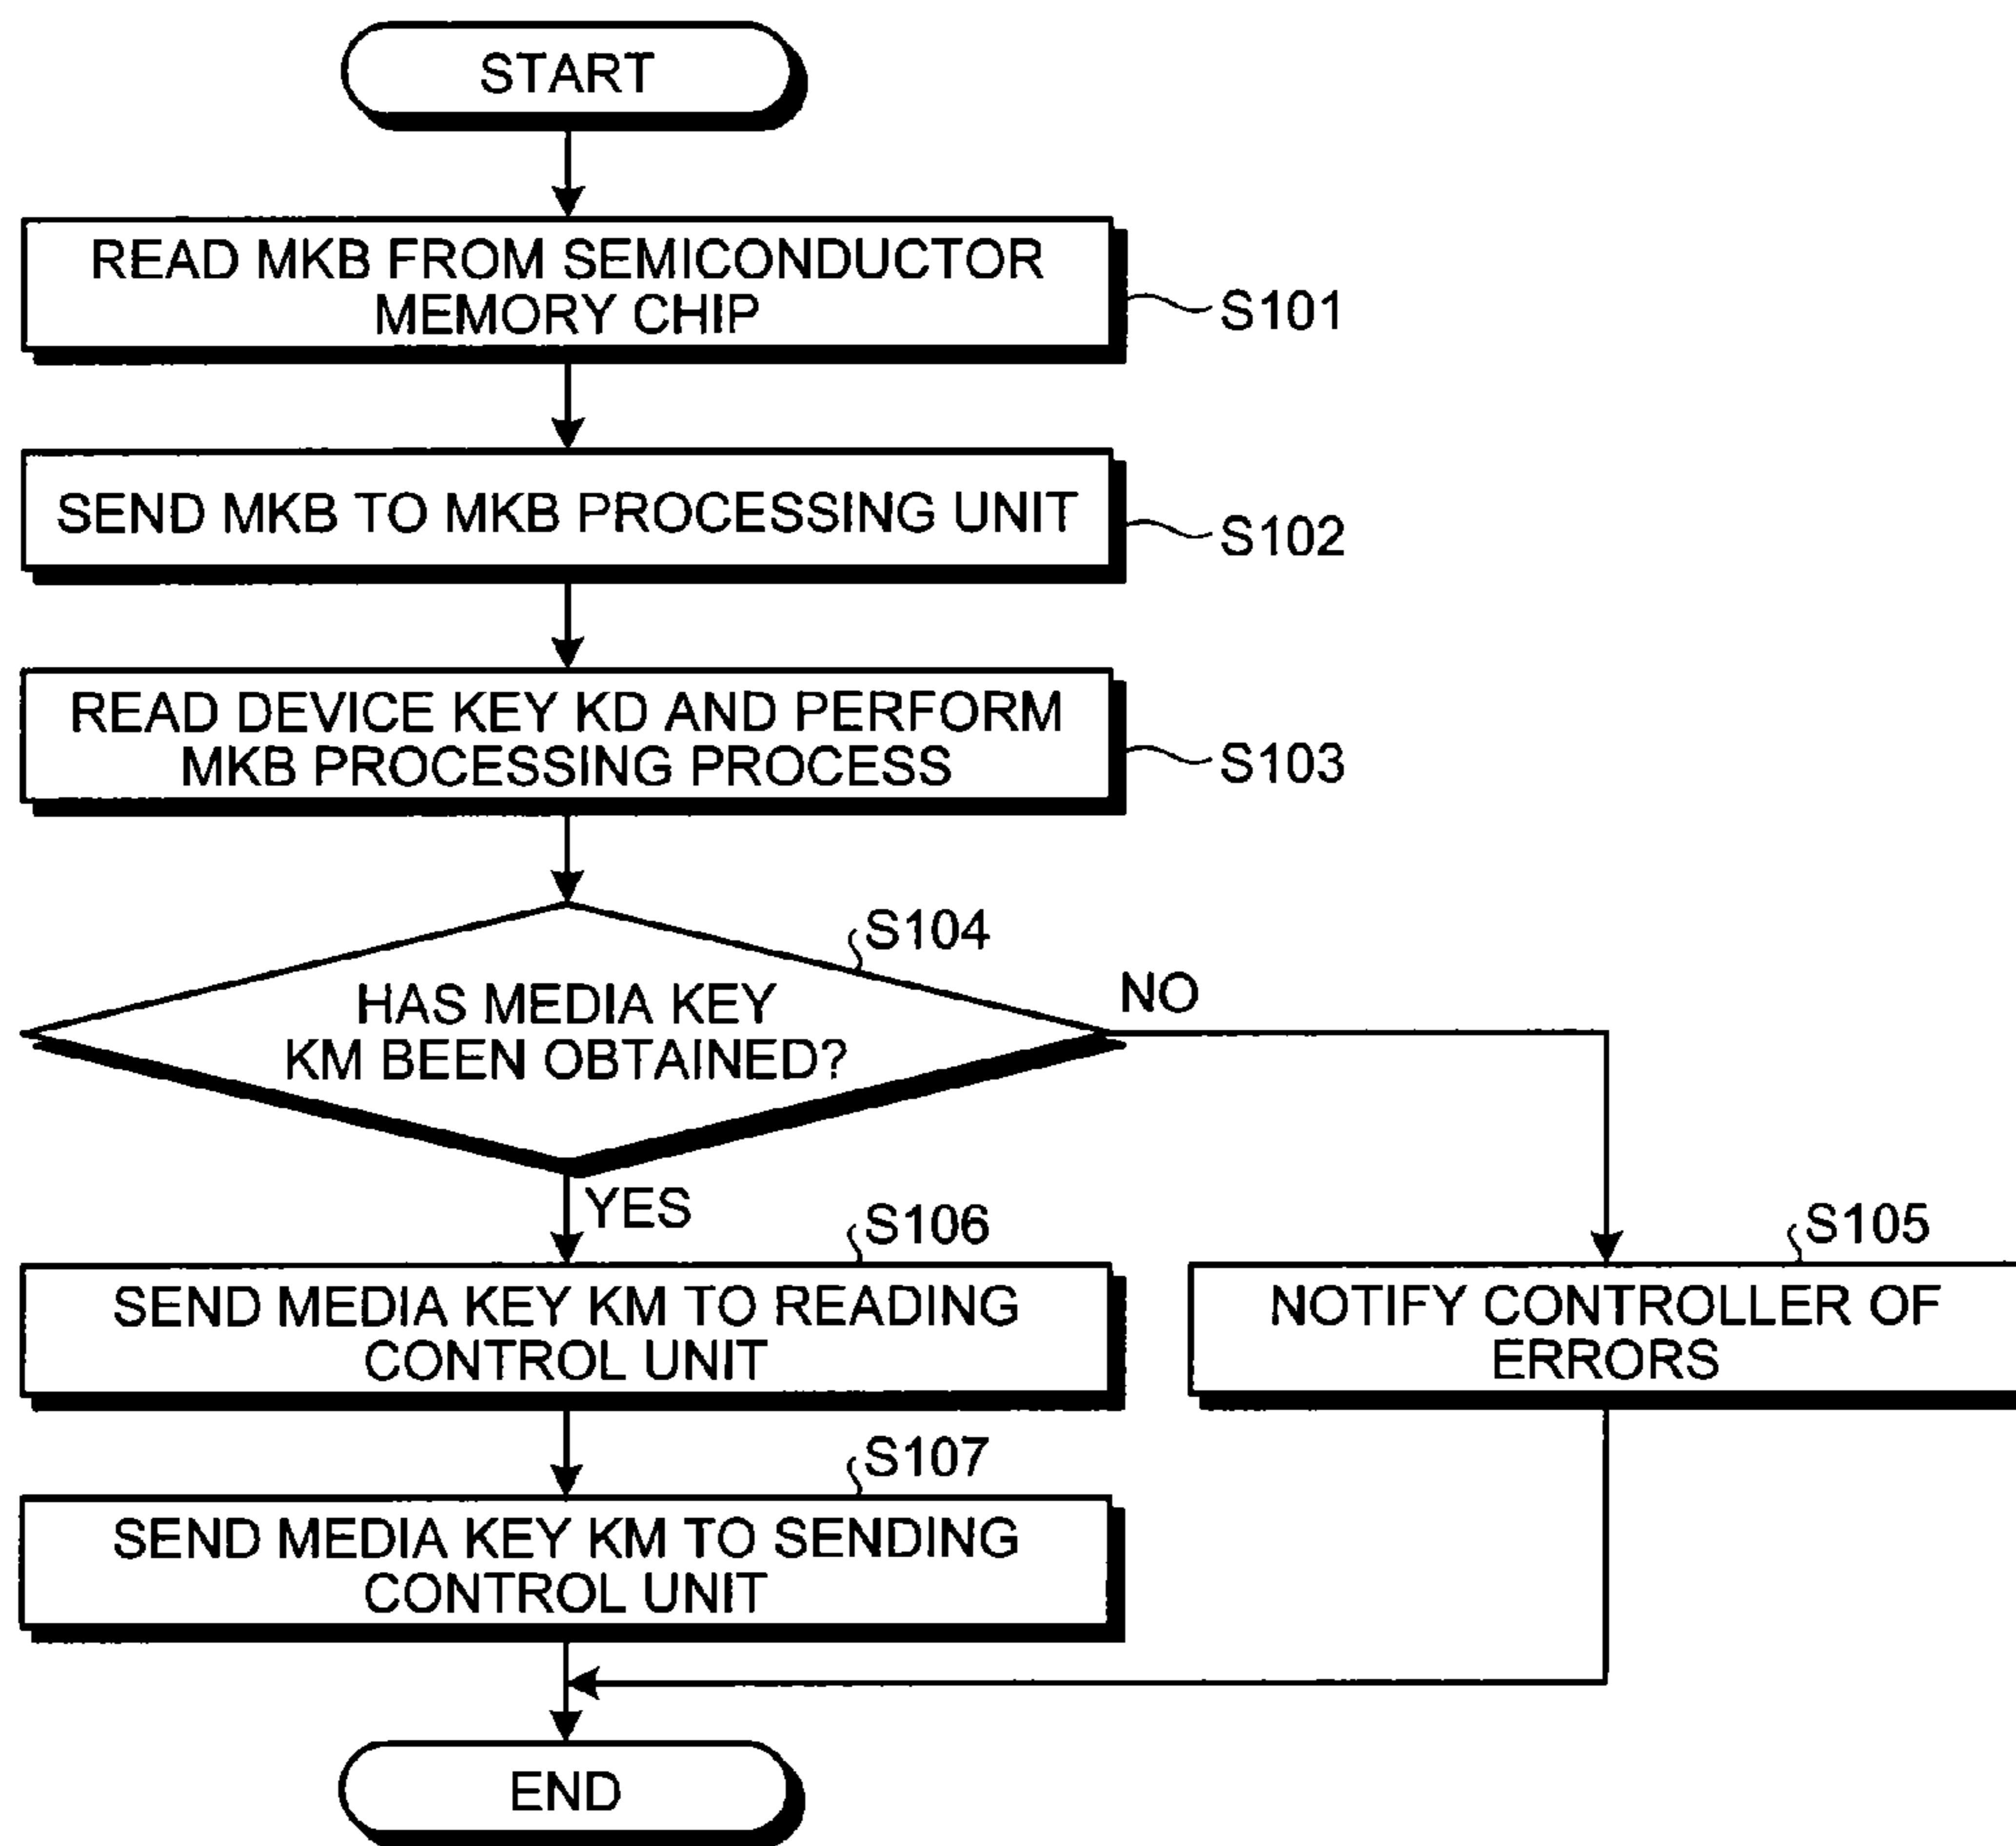 START
READ MKB FROM SEMICONDUCTOR
MEMORY CHIP
S101
SEND MKB TO MKB PROCESSING UNIT
S102
READ DEVICE KEY KD AND PERFORM
MKB PROCESSING PROCESS
S103
S104
HAS MEDIA KEY
KM BEEN OBTAINED?
NO
YES
S106
SEND MEDIA KEY KM TO READING
CONTROL UNIT
S105
NOTIFY CONTROLLER OF
ERRORS
S107
SEND MEDIA KEY KM TO SENDING
CONTROL UNIT
END